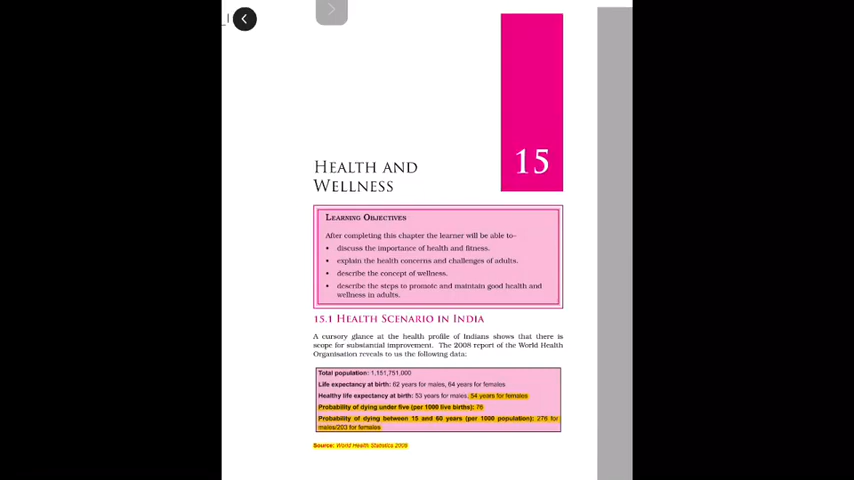 15
HEALTH AND
WELLNESS
LEARNING OBJECTIVES
After completing this chapter the learner will be able to–
• discuss the importance of health and fitness.
• explain the health concerns and challenges of adults.
• describe the concept of wellness.
• describe the steps to promote and maintain good health and
wellness in adults.
15.1 HEALTH SCENARIO IN INDIA
A cursory glance at the health profile of Indians shows that there is
scope for substantial improvement. The 2008 report of the World Health
Organisation reveals to us the following data:
Total population: 1,151,751,000
Life expectancy at birth: 62 years for males, 64 years for females
Healthy life expectancy at birth: 53 years for males, 54 years for females
Probability of dying under five (per 1000 live births): 76
Probability of dying between 15 and 60 years (per 1000 population): 276 for
males/203 for females
Source: World Health Statistics 2008